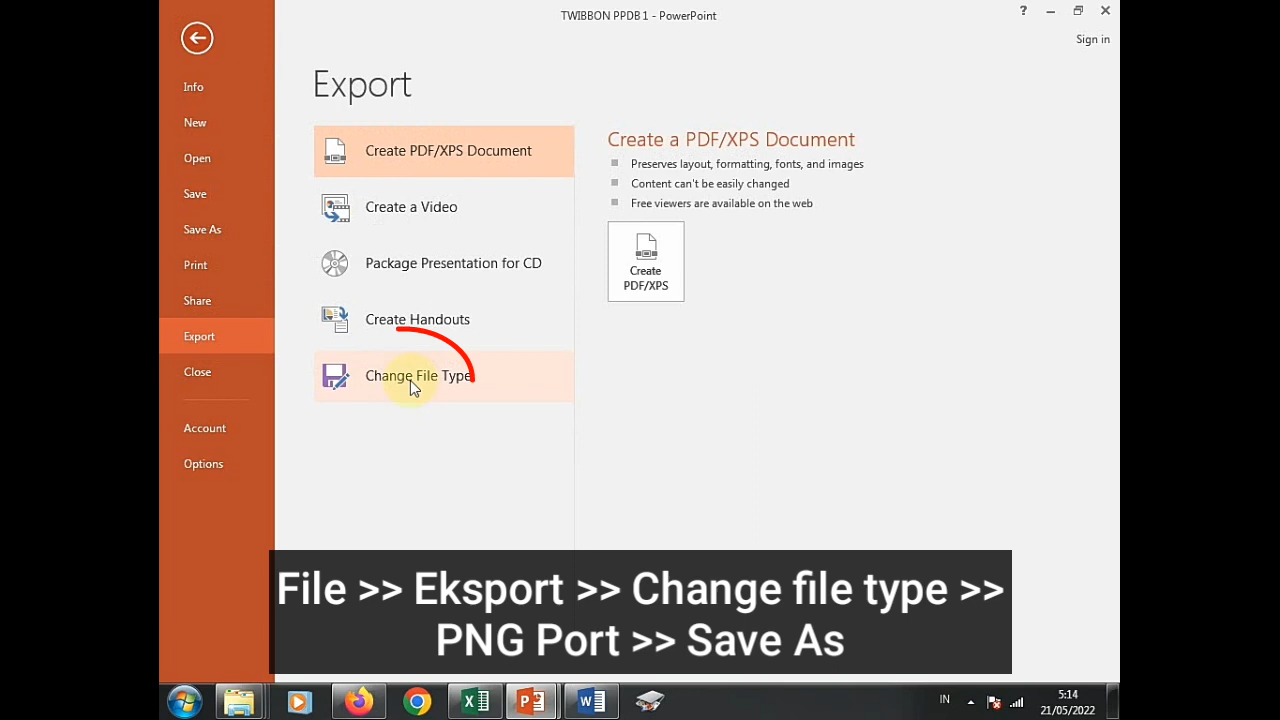 TWIBBON PPDB 1 - PowerPoint
?
Sign in
Info
New
Open
Save
Save As
Print
Share
Export
Close
Account
Options
Export
Create PDF/XPS Document
Create a Video
Package Presentation for CD
Create Handouts
Change File Type
Create a PDF/XPS Document
Preserves layout, formatting, fonts, and images
Content can't be easily changed
Free viewers are available on the web
Create
PDF/XPS
File >> Eksport >> Change file type >>
PNG Port >> Save As
IN
5:14
21/05/2022